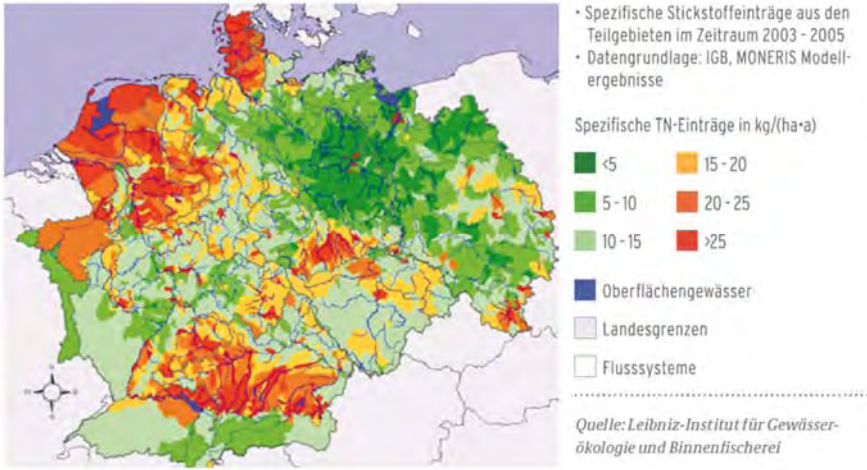 • Spezifische Stickstoffeinträge aus den
Teilgebieten im Zeitraum 2003 - 2005
• Datengrundlage: IGB, MONERIS Modell-
ergebnisse
Spezifische TN-Einträge in kg/(ha•a)
<5
15 - 20
5 - 10
20 - 25
10 - 15
>25
Oberflächengewässer
Landesgrenzen
Flusssysteme
Quelle: Leibniz-Institut für Gewässer-
ökologie und Binnenfischerei